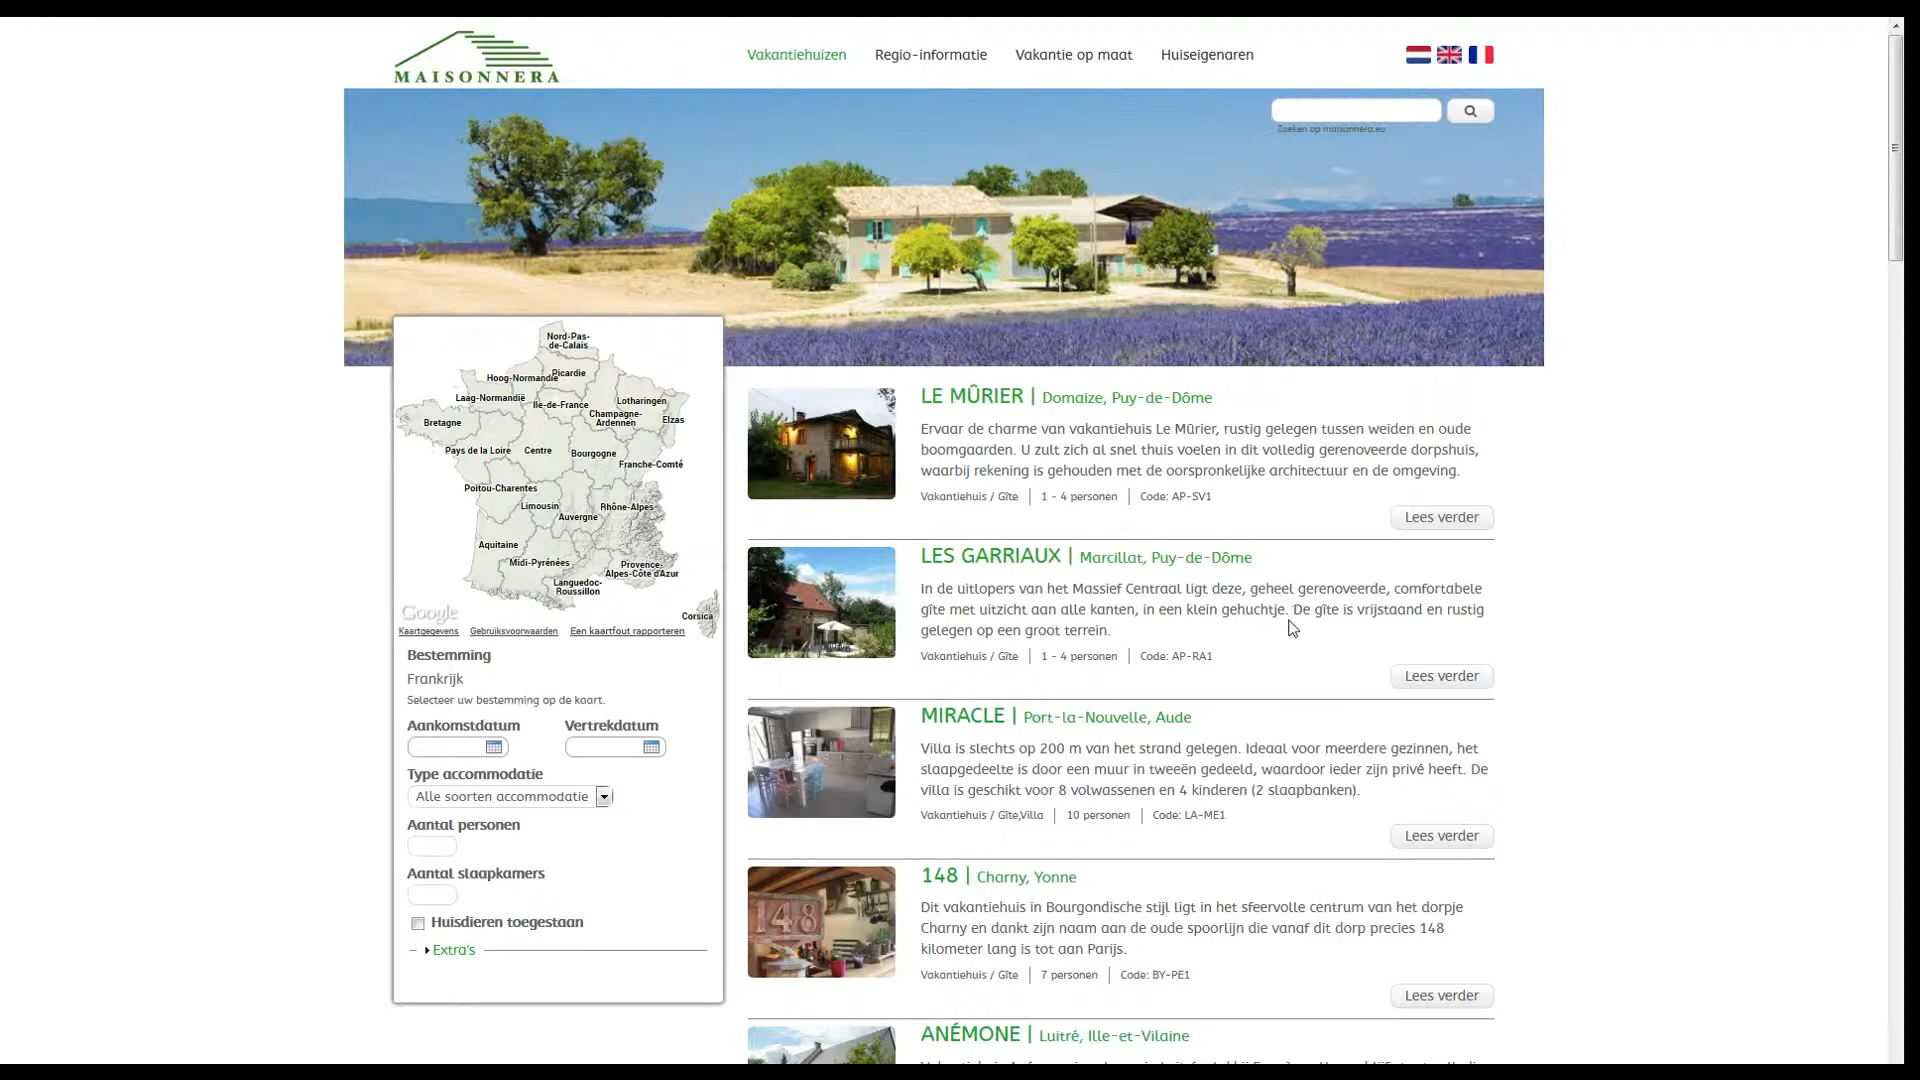 MAISONNERA
Vakantiehuizen Regio-informatie Vakantie op maat Huiseigenaren
Zoeken op maisonnera.eu
Nord-Pas-
de-Calais
Picardie
Hoog-Normandië
Laag-Normandië
Ile-de-France
Lotharingen
Champagne-
Ardennen
Elzas
Bretagne
Pays de la Loire
Centre
Bourgogne
Franche-Comté
Poitou-Charentes
Limousin
Rhône-Alpes
Auvergne
Aquitaine
Midi-Pyrénées
Provence-
Alpes-Côte d'Azur
Languedoc-
Roussillon
Corsica
Google
Kaartgegevens Gebruiksvoorwaarden Een kaartfout rapporteren
Bestemming
Frankrijk
Selecteer uw bestemming op de kaart.
Aankomstdatum Vertrekdatum
Type accommodatie
Alle soorten accommodatie
Aantal personen
Aantal slaapkamers
Huisdieren toegestaan
Extra's
LE MÛRIER | Domaize, Puy-de-Dôme
Ervaar de charme van vakantiehuis Le Mûrier, rustig gelegen tussen weiden en oude
boomgaarden. U zult zich al snel thuis voelen in dit volledig gerenoveerde dorpshuis,
waarbij rekening is gehouden met de oorspronkelijke architectuur en de omgeving.
Vakantiehuis / Gîte | 1 - 4 personen | Code: AP-SV1
Lees verder
LES GARRIAUX | Marcillat, Puy-de-Dôme
In de uitlopers van het Massief Centraal ligt deze, geheel gerenoveerde, comfortabele
gîte met uitzicht aan alle kanten, in een klein gehuchtje. De gîte is vrijstaand en rustig
gelegen op een groot terrein.
Vakantiehuis / Gîte | 1 - 4 personen | Code: AP-RA1
Lees verder
MIRACLE | Port-la-Nouvelle, Aude
Villa is slechts op 200 m van het strand gelegen. Ideaal voor meerdere gezinnen, het
slaapgedeelte is door een muur in tweeën gedeeld, waardoor ieder zijn privé heeft. De
villa is geschikt voor 8 volwassenen en 4 kinderen (2 slaapbanken).
Vakantiehuis / Gîte,Villa | 10 personen | Code: LA-ME1
Lees verder
148
148 | Charny, Yonne
Dit vakantiehuis in Bourgondische stijl ligt in het sfeervolle centrum van het dorpje
Charny en dankt zijn naam aan de oude spoorlijn die vanaf dit dorp precies 148
kilometer lang is tot aan Parijs.
Vakantiehuis / Gîte | 7 personen | Code: BY-PE1
Lees verder
ANÉMONE | Luitré, Ille-et-Vilaine